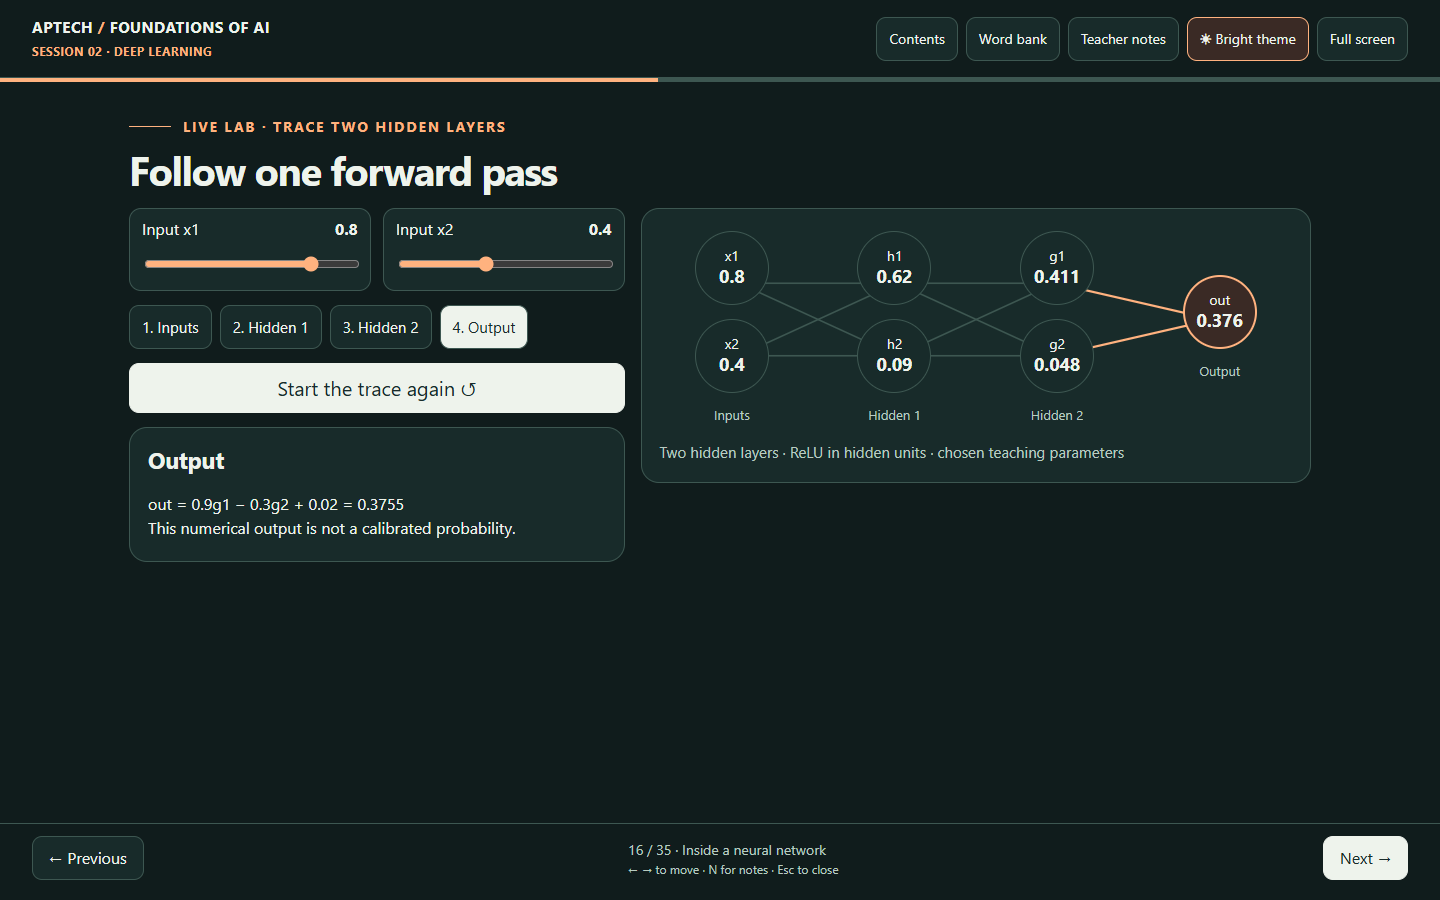 APTECH / FOUNDATIONS OF AI
SESSION 02 · DEEP LEARNING
Contents
Word bank
Teacher notes
☀ Bright theme
Full screen
LIVE LAB · TRACE TWO HIDDEN LAYERS
Follow one forward pass
Input x1 0.8
Input x2 0.4
1. Inputs
2. Hidden 1
3. Hidden 2
4. Output
Start the trace again ↺
Output
out = 0.9g1 − 0.3g2 + 0.02 = 0.3755
This numerical output is not a calibrated probability.
x1
0.8
h1
0.62
g1
0.411
out
0.376
x2
0.4
h2
0.09
g2
0.048
Output
Inputs
Hidden 1
Hidden 2
Two hidden layers · ReLU in hidden units · chosen teaching parameters
← Previous
16 / 35 · Inside a neural network
← → to move · N for notes · Esc to close
Next →